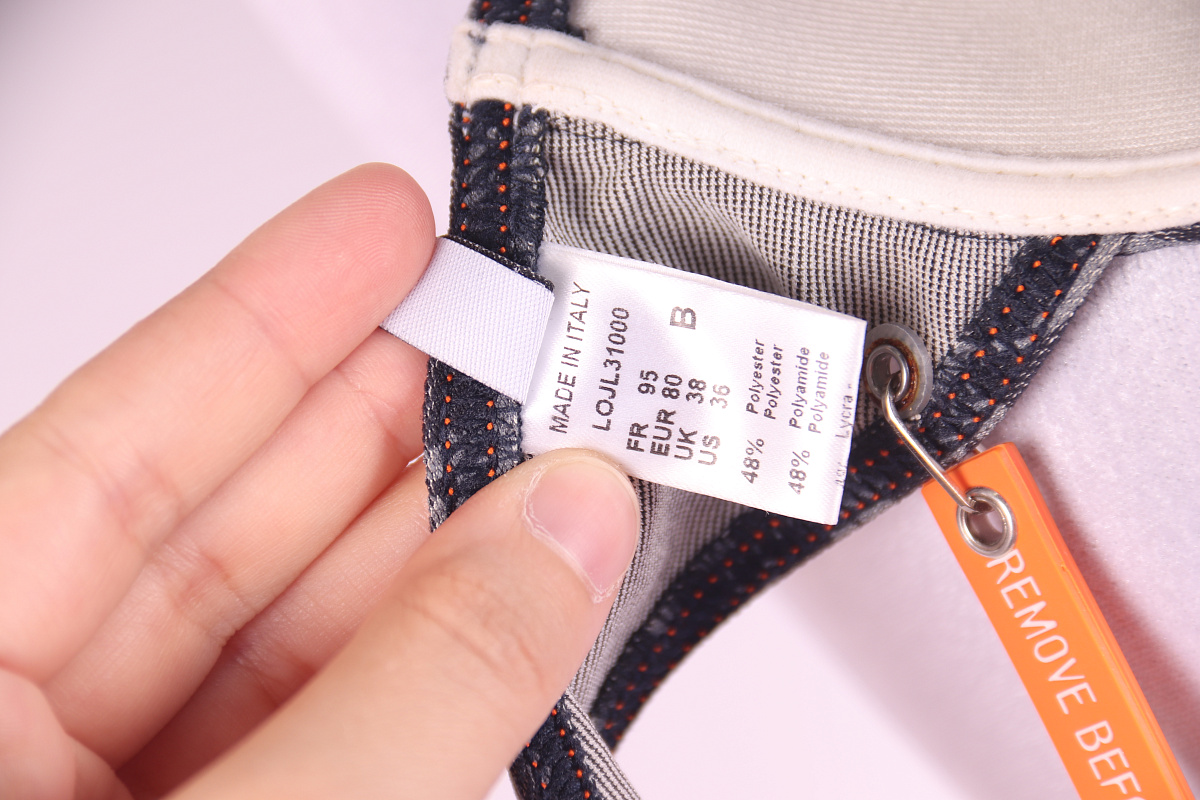 MADE IN ITALY
LOJL31000
B
FR 95
EUR 80
UK 38
US 36
48% Polyester
Polyester
48% Polyamide
Polyamide
Lycra
REMOVE BEF